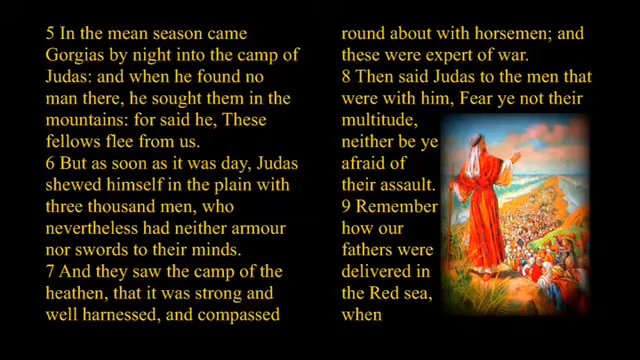 5 In the mean season came
Gorgias by night into the camp of
Judas: and when he found no
man there, he sought them in the
mountains: for said he, These
fellows flee from us.
6 But as soon as it was day, Judas
shewed himself in the plain with
three thousand men, who
nevertheless had neither armour
nor swords to their minds.
7 And they saw the camp of the
heathen, that it was strong and
well harnessed, and compassed
round about with horsemen; and
these were expert of war.
8 Then said Judas to the men that
were with him, Fear ye not their
multitude,
neither be ye
afraid of
their assault.
9 Remember
how our
fathers were
delivered in
the Red sea,
when